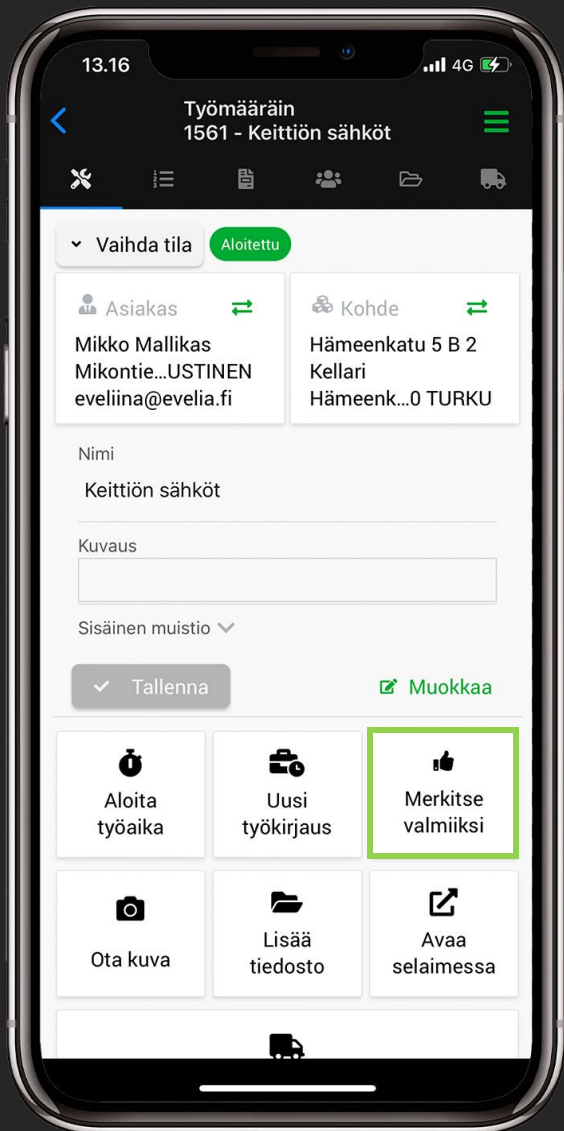 13.16
4G
Työmääräin
1561 - Keittiön sähköt
Vaihda tila
Aloitettu
Asiakas
Mikko Mallikas
Mikontie...USTINEN
eveliina@evelia.fi
Kohde
Hämeenkatu 5 B 2
Kellari
Hämeenk...0 TURKU
Nimi
Keittiön sähköt
Kuvaus
Sisäinen muistio
Tallenna
Muokkaa
Aloita
työaika
Uusi
työkirjaus
Merkitse
valmiiksi
Ota kuva
Lisää
tiedosto
Avaa
selaimessa